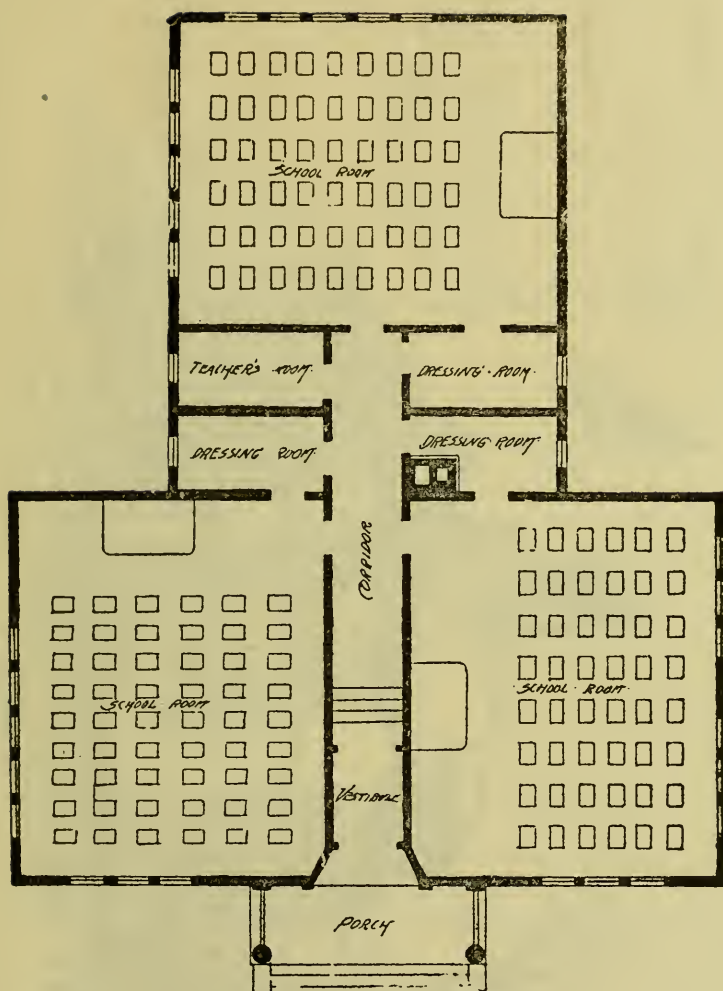 SCHOOL ROOM
TEACHER'S ROOM.
DRESSING ROOM.
DRESSING ROOM.
DRESSING ROOM.
CORRIDOR
SCHOOL ROOM
SCHOOL ROOM.
VESTIBULE
PORCH